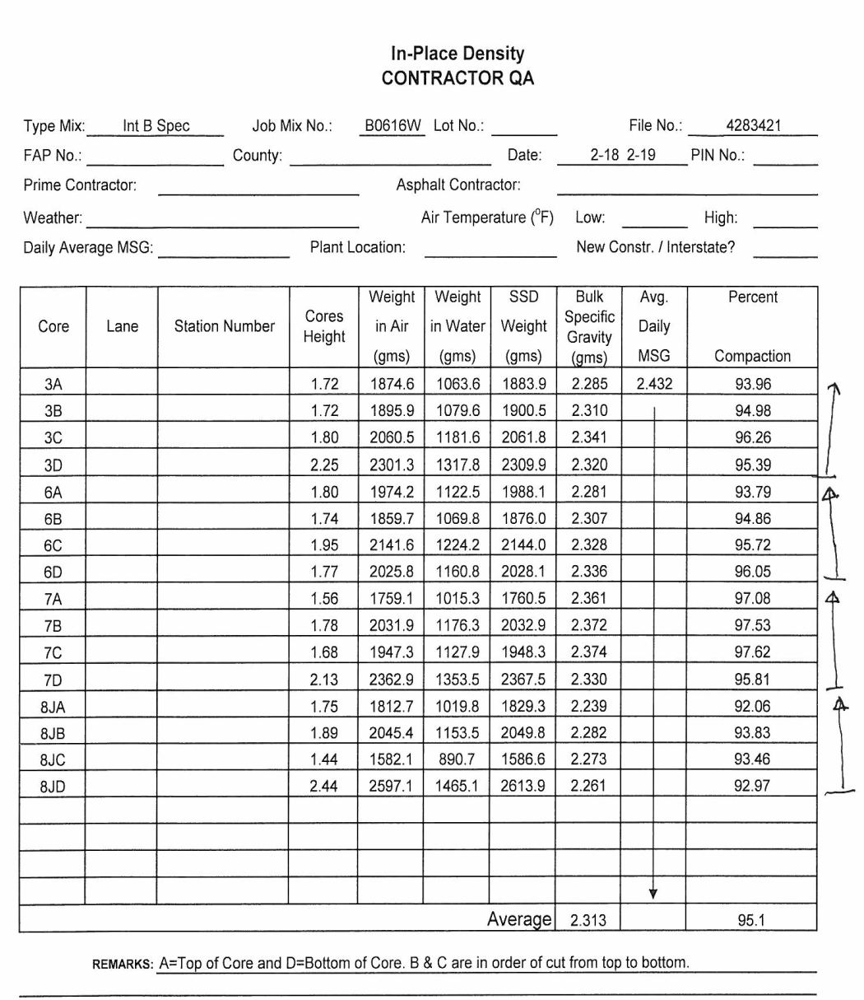 In-Place Density
CONTRACTOR QA
Type Mix: Int B Spec Job Mix No.: B0616W Lot No.: File No.: 4283421
FAP No.: County: Date: 2-18 2-19 PIN No.:
Prime Contractor: Asphalt Contractor:
Weather: Air Temperature (°F) Low: High:
Daily Average MSG: Plant Location: New Constr. / Interstate?
Core Lane Station Number Cores Height Weight in Air (gms) Weight in Water (gms) SSD Weight (gms) Bulk Specific Gravity (gms) Avg. Daily MSG Percent Compaction
3A 1.72 1874.6 1063.6 1883.9 2.285 2.432 93.96
3B 1.72 1895.9 1079.6 1900.5 2.310 94.98
3C 1.80 2060.5 1181.6 2061.8 2.341 96.26
3D 2.25 2301.3 1317.8 2309.9 2.320 95.39
6A 1.80 1974.2 1122.5 1988.1 2.281 93.79
6B 1.74 1859.7 1069.8 1876.0 2.307 94.86
6C 1.95 2141.6 1224.2 2144.0 2.328 95.72
6D 1.77 2025.8 1160.8 2028.1 2.336 96.05
7A 1.56 1759.1 1015.3 1760.5 2.361 97.08
7B 1.78 2031.9 1176.3 2032.9 2.372 97.53
7C 1.68 1947.3 1127.9 1948.3 2.374 97.62
7D 2.13 2362.9 1353.5 2367.5 2.330 95.81
8JA 1.75 1812.7 1019.8 1829.3 2.239 92.06
8JB 1.89 2045.4 1153.5 2049.8 2.282 93.83
8JC 1.44 1582.1 890.7 1586.6 2.273 93.46
8JD 2.44 2597.1 1465.1 2613.9 2.261 92.97
Average 2.313 95.1
REMARKS: A=Top of Core and D=Bottom of Core. B & C are in order of cut from top to bottom.